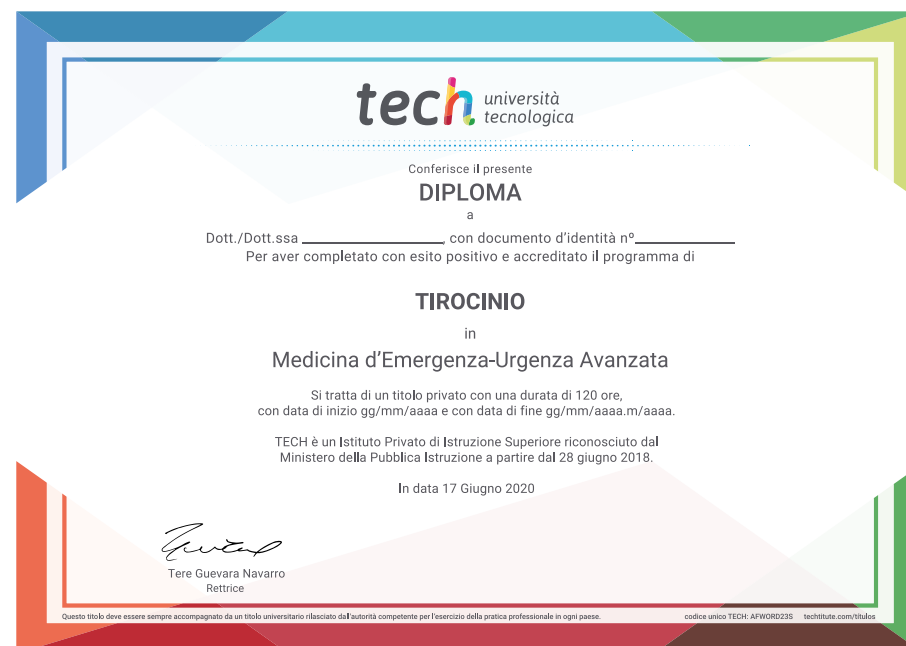 tech università
tecnologica
Conferisce il presente
DIPLOMA
a
Dott./Dott.ssa ____________________, con documento d'identità nº______________
Per aver completato con esito positivo e accreditato il programma di
TIROCINIO
in
Medicina d'Emergenza-Urgenza Avanzata
Si tratta di un titolo privato con una durata di 120 ore,
con data di inizio gg/mm/aaaa e con data di fine gg/mm/aaaa.m/aaaa.
TECH è un Istituto Privato di Istruzione Superiore riconosciuto dal
Ministero della Pubblica Istruzione a partire dal 28 giugno 2018.
In data 17 Giugno 2020
Tere Guevara Navarro
Rettrice
Questo titolo deve essere sempre accompagnato da un titolo universitario rilasciato dall'autorità competente per l'esercizio della pratica professionale in ogni paese.
codice unico TECH: AFWORD23S techtitute.com/titulos